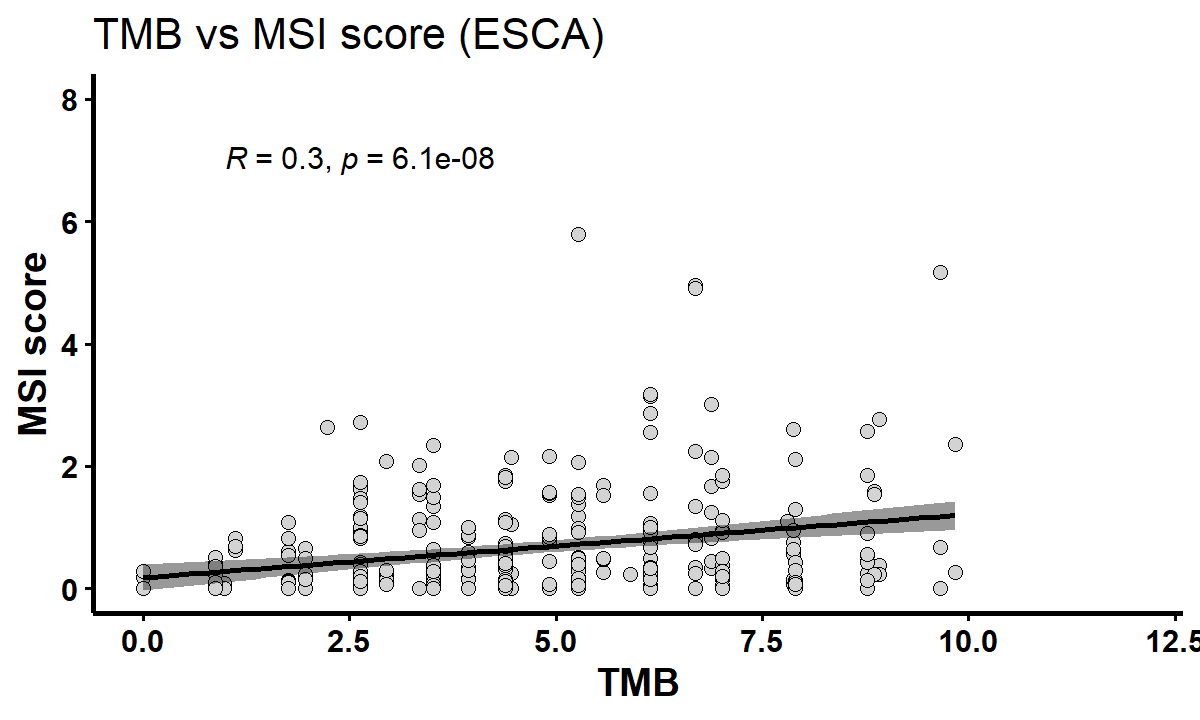 TMB vs MSI score (ESCA)
8
R = 0.3, p = 6.1e-08
6
MSI score
4
2
0
0.0 2.5 5.0 7.5 10.0 12.5
TMB